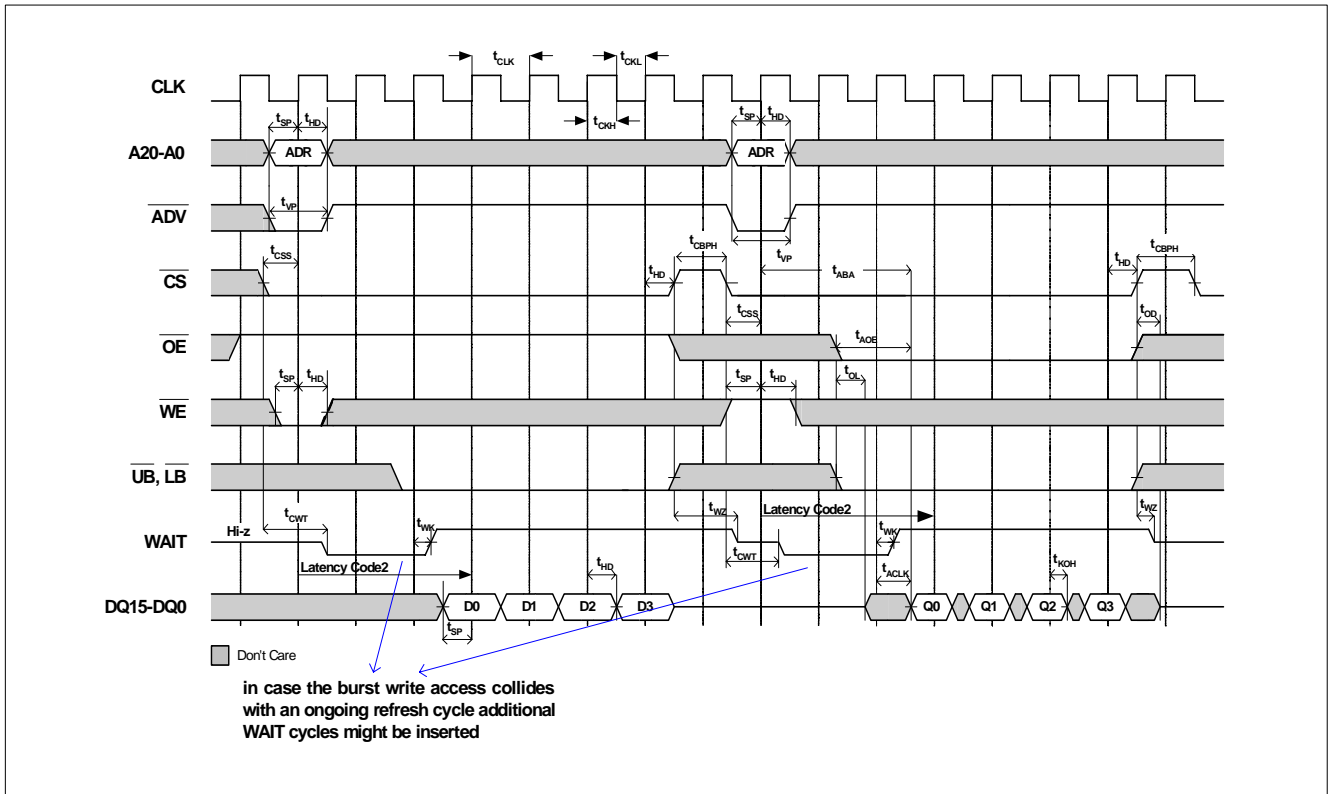 tCLK
tCKL
CLK
tCKH
tSP tHD tSP tHD
A20-A0 ADR ADR
ADV tVP tVP
CS tCSS tHD tCBPH tCSS tABA tHD tCBPH
OE tAOE tOD
tOL
WE tSP tHD tSP tHD
UB, LB
WAIT Hi-z tCWT tWK tWZ tCWT Latency Code2 tWK tWZ
Latency Code2 tHD tACLK tKOH
DQ15-DQ0 D0 D1 D2 D3 Q0 Q1 Q2 Q3
tSP
Don't Care
in case the burst write access collides
with an ongoing refresh cycle additional
WAIT cycles might be inserted